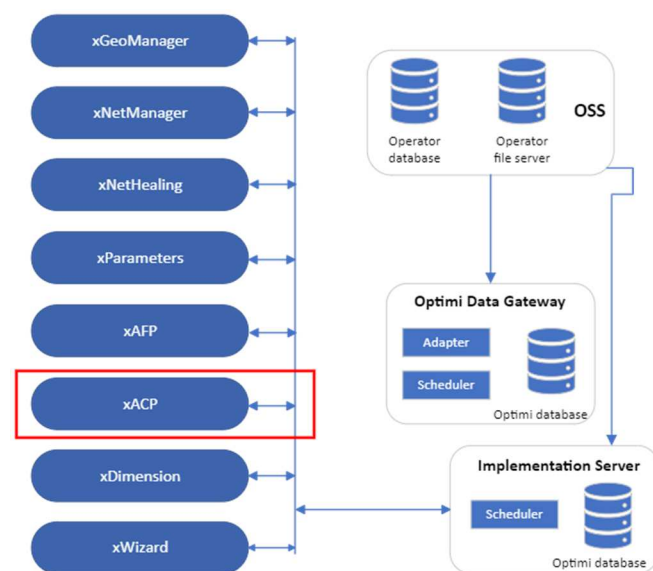 xGeoManager
xNetManager
xNetHealing
xParameters
xAFP
xACP
xDimension
xWizard
OSS
Operator
database
Operator
file server
Optimi Data Gateway
Adapter
Scheduler
Optimi database
Implementation Server
Scheduler
Optimi database